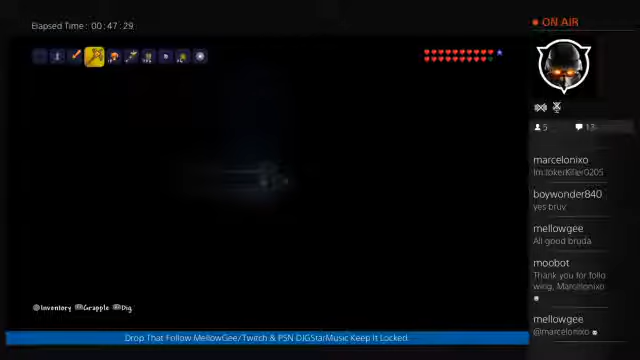 Elapsed Time : 00:47:29
ON AIR
5
13
marcelonixo
Im tokerKiller0205
boywonder840
yes bruv
mellowgee
All good bruda
moobot
Thank you for follo
wing, Marcelonixo
mellowgee
@marcelonixo
Inventory Grapple Dig
Drop That Follow MellowGee/Twitch & PSN DJGStarMusic Keep It Locked.